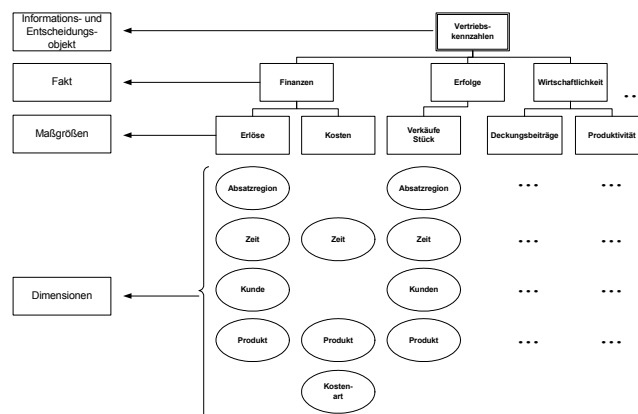 Informations- und
Entscheidungs-
objekt
Vertriebs-
kennzahlen
Fakt
Finanzen
Erfolge
Wirtschaftlichkeit
...
Maßgrößen
Erlöse
Kosten
Verkäufe
Stück
Deckungsbeiträge
Produktivität
Absatzregion
Absatzregion
...
...
Zeit
Zeit
Zeit
...
...
Dimensionen
Kunde
Kunden
...
...
Produkt
Produkt
Produkt
...
...
Kosten-
art